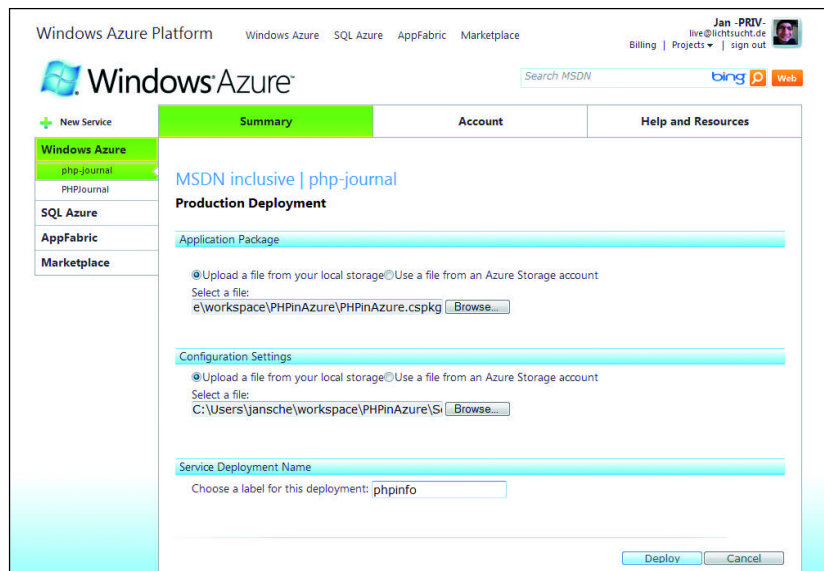 Windows Azure Platform Windows Azure SQL Azure AppFabric Marketplace
Jan -PRIV-
live@lichtsucht.de
Billing | Projects | sign out
Windows Azure™
Search MSDN bing Web
New Service Summary Account Help and Resources
Windows Azure
php-journal
PHPJournal
SQL Azure
AppFabric
Marketplace
MSDN inclusive | php-journal
Production Deployment
Application Package
Upload a file from your local storage Use a file from an Azure Storage account
Select a file:
e\workspace\PHPinAzure\PHPinAzure.cspkg Browse...
Configuration Settings
Upload a file from your local storage Use a file from an Azure Storage account
Select a file:
C:\Users\jansche\workspace\PHPinAzure\S Browse...
Service Deployment Name
Choose a label for this deployment: phpinfo
Deploy Cancel